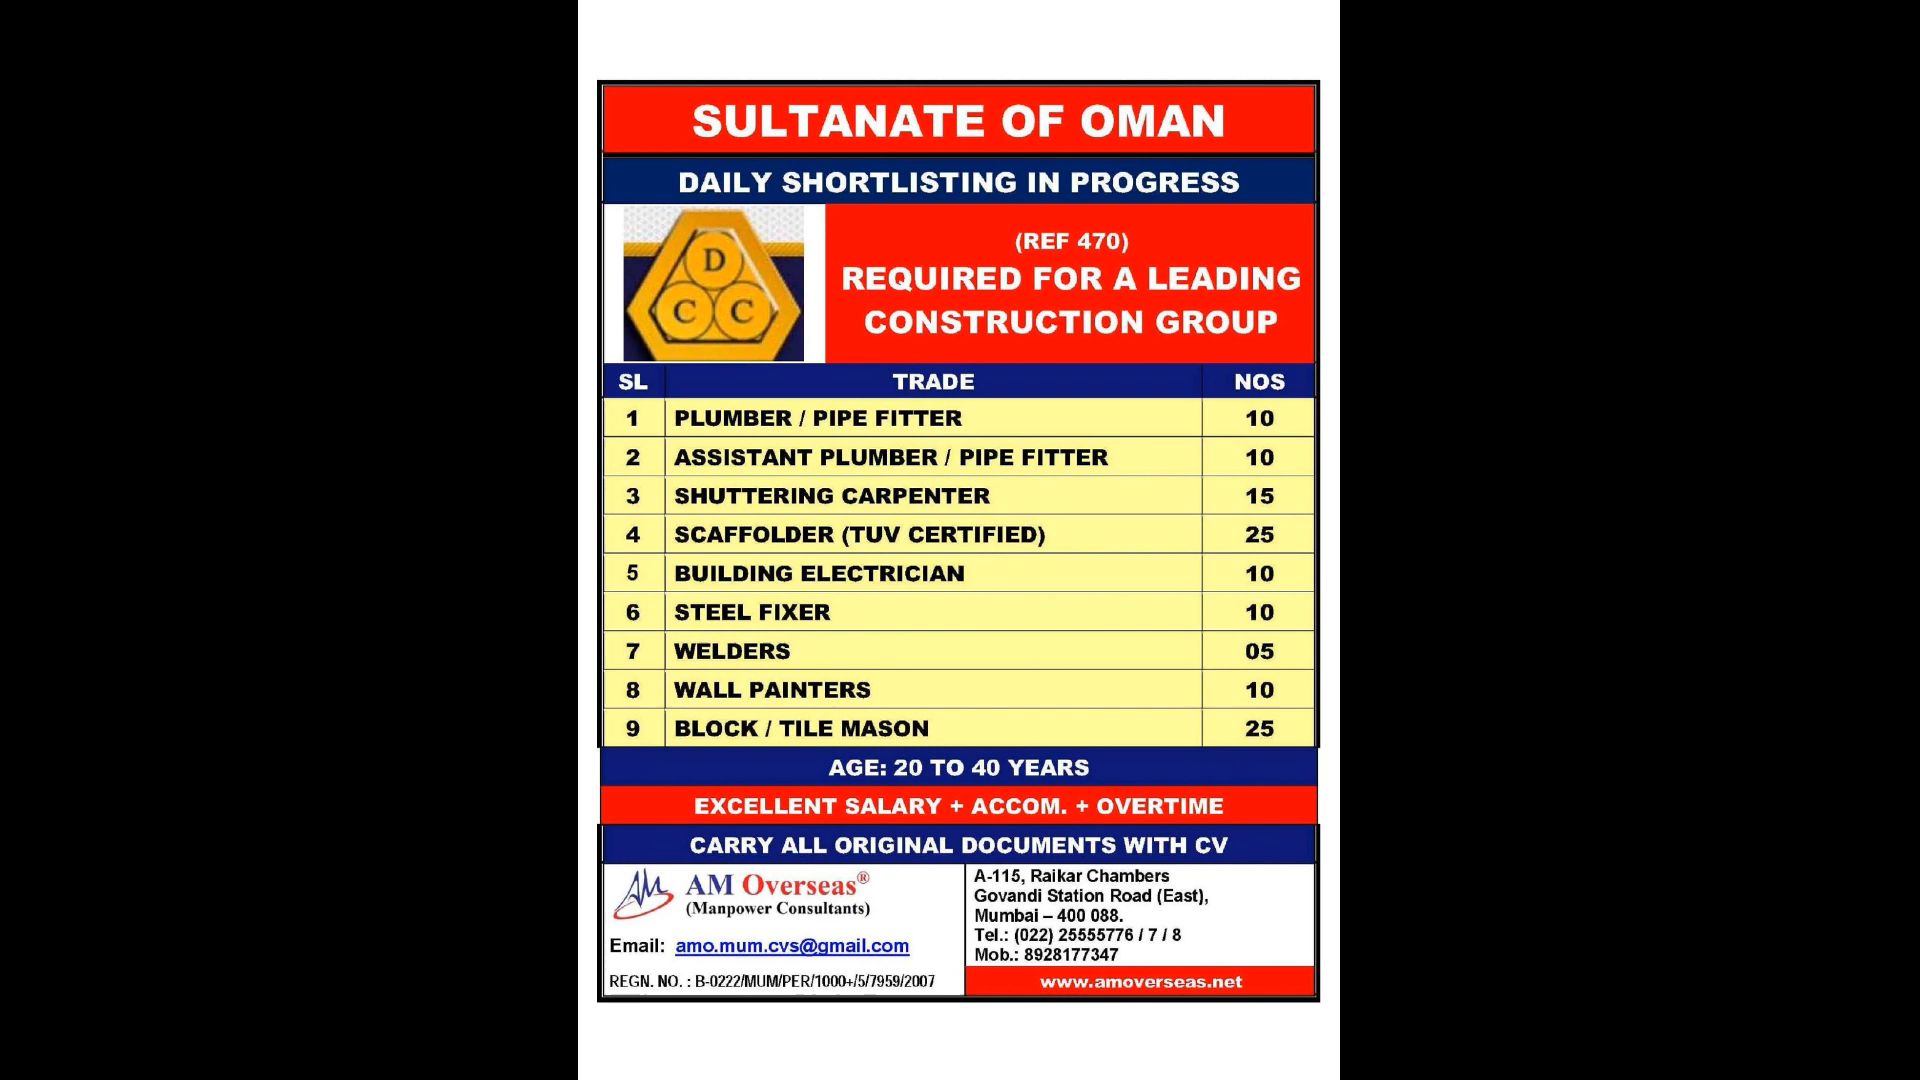 SULTANATE OF OMAN
DAILY SHORTLISTING IN PROGRESS
D
C C
(REF 470)
REQUIRED FOR A LEADING
CONSTRUCTION GROUP
SL TRADE NOS
1 PLUMBER / PIPE FITTER 10
2 ASSISTANT PLUMBER / PIPE FITTER 10
3 SHUTTERING CARPENTER 15
4 SCAFFOLDER (TUV CERTIFIED) 25
5 BUILDING ELECTRICIAN 10
6 STEEL FIXER 10
7 WELDERS 05
8 WALL PAINTERS 10
9 BLOCK / TILE MASON 25
AGE: 20 TO 40 YEARS
EXCELLENT SALARY + ACCOM. + OVERTIME
CARRY ALL ORIGINAL DOCUMENTS WITH CV
AM AM Overseas®
(Manpower Consultants)
Email: amo.mum.cvs@gmail.com
REGN. NO. : B-0222/MUM/PER/1000+/5/7959/2007
A-115, Raikar Chambers
Govandi Station Road (East),
Mumbai – 400 088.
Tel.: (022) 25555776 / 7 / 8
Mob.: 8928177347
www.amoverseas.net